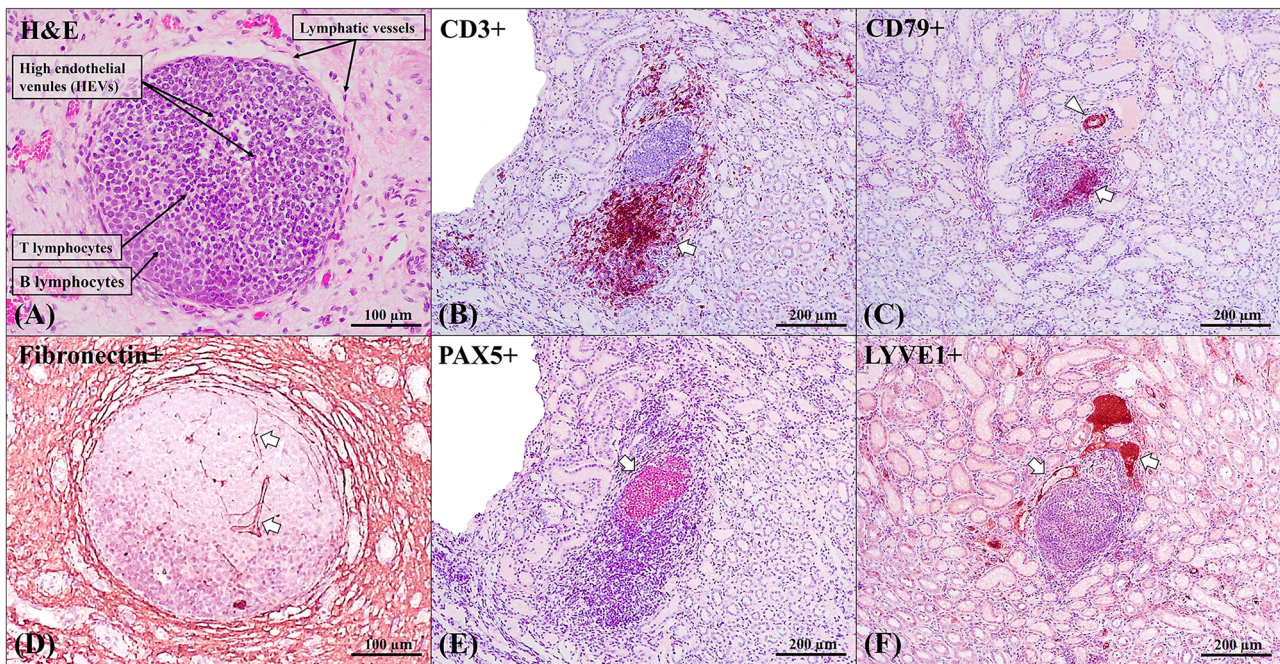 H&E
Lymphatic vessels
High endothelial
venules (HEVs)
T lymphocytes
B lymphocytes
(A)
100 µm
CD3+
(B)
200 µm
CD79+
(C)
200 µm
Fibronectin+
(D)
100 µm
PAX5+
(E)
200 µm
LYVE1+
(F)
200 µm